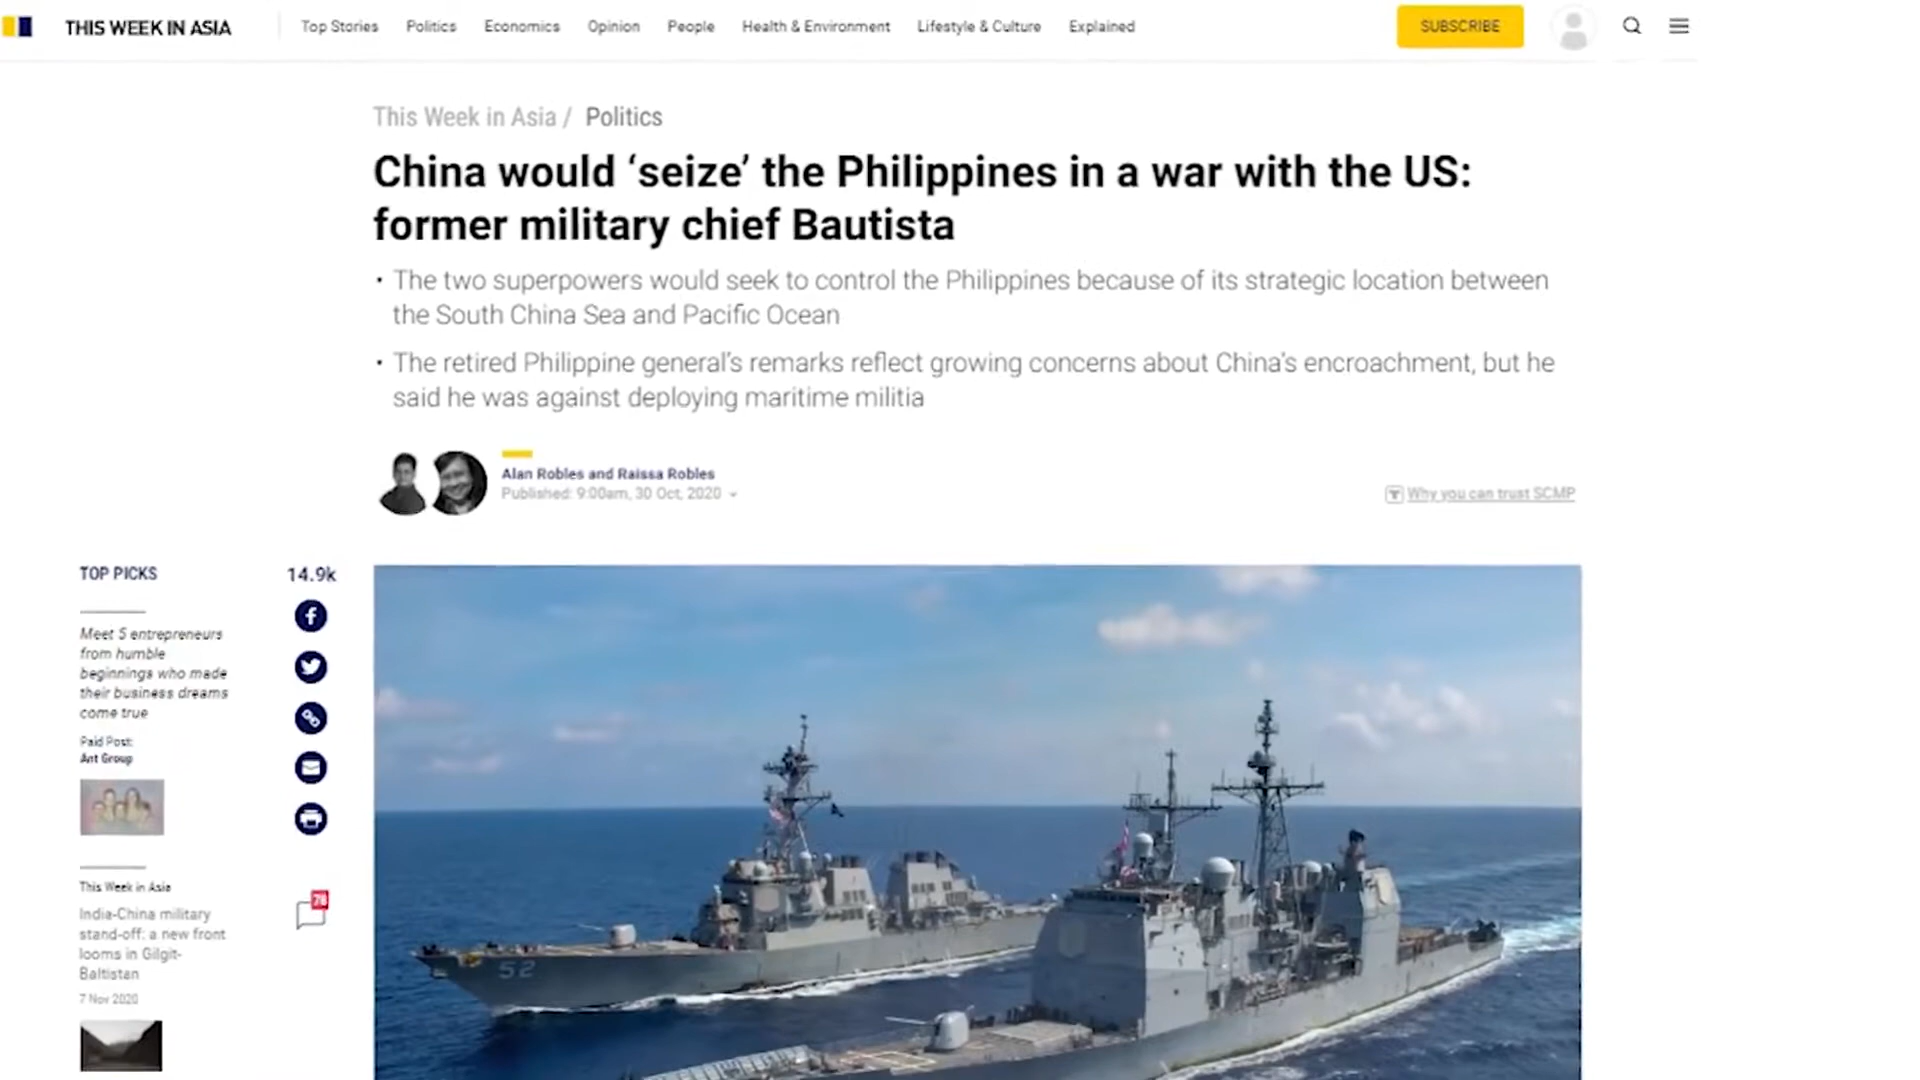 THIS WEEK IN ASIA
Top Stories
Politics
Economics
Opinion
People
Health & Environment
Lifestyle & Culture
Explained
SUBSCRIBE
This Week in Asia / Politics
China would ‘seize’ the Philippines in a war with the US:
former military chief Bautista
• The two superpowers would seek to control the Philippines because of its strategic location between
the South China Sea and Pacific Ocean
• The retired Philippine general’s remarks reflect growing concerns about China’s encroachment, but he
said he was against deploying maritime militia
Alan Robles and Raissa Robles
Published: 9:00am, 30 Oct, 2020
Why you can trust SCMP
TOP PICKS
Meet 5 entrepreneurs
from humble
beginnings who made
their business dreams
come true
Paid Post:
Ant Group
This Week in Asia
India-China military
stand-off: a new front
looms in Gilgit-
Baltistan
7 Nov 2020
14.9k
78
52